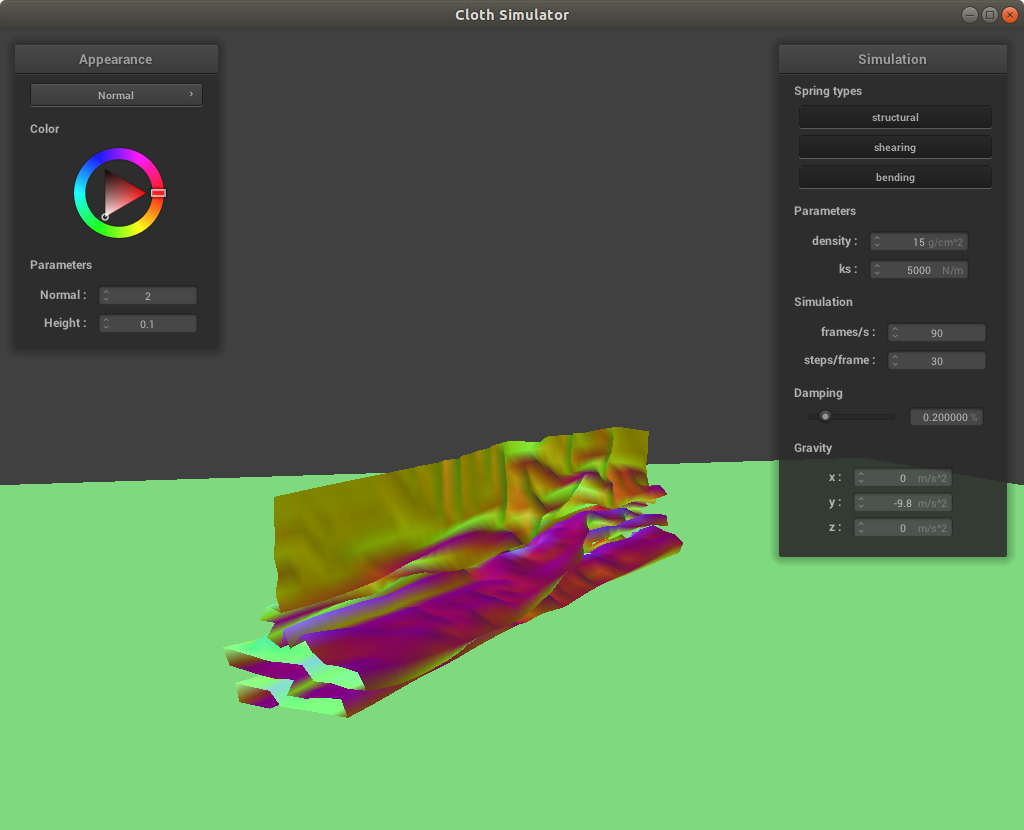 Cloth Simulator
Appearance
Normal
Color
Parameters
Normal :
2
Height :
0.1
Simulation
Spring types
structural
shearing
bending
Parameters
density :
15 g/cm^2
ks :
5000 N/m
Simulation
frames/s :
90
steps/frame :
30
Damping
0.200000 %
Gravity
x :
0 m/s^2
y :
-9.8 m/s^2
z :
0 m/s^2